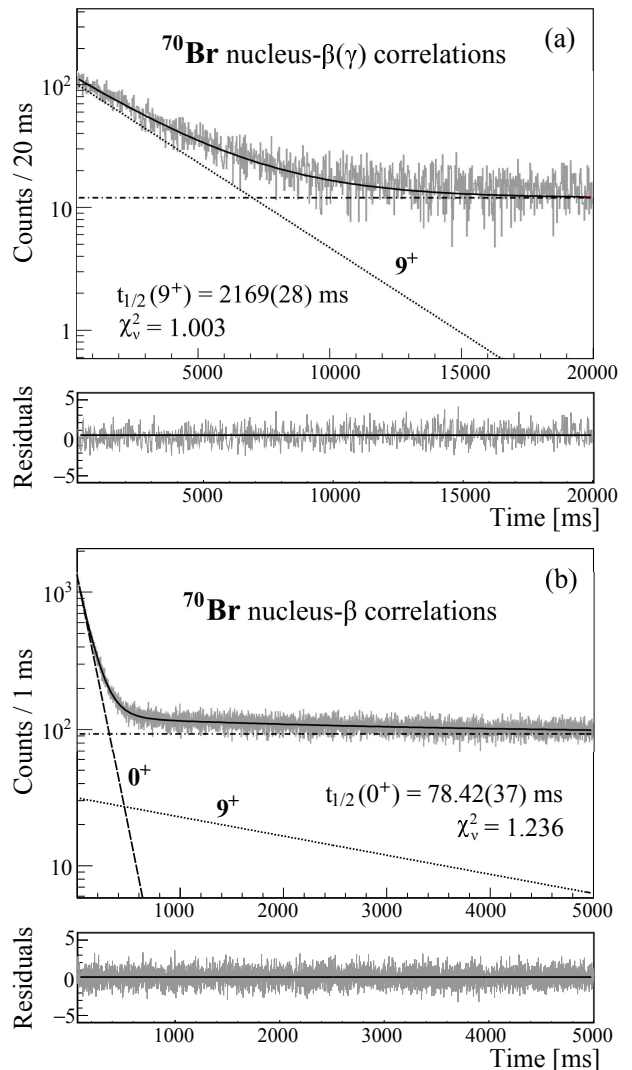 ⁷⁰Br nucleus-β(γ) correlations
(a)
Counts / 20 ms
10²
10
1
9⁺
t₁/₂(9⁺) = 2169(28) ms
χᵥ² = 1.003
5000 10000 15000 20000
Residuals
5
0
−5
5000 10000 15000 20000
Time [ms]
(b)
⁷⁰Br nucleus-β correlations
Counts / 1 ms
10³
10²
10
0⁺
9⁺
t₁/₂(0⁺) = 78.42(37) ms
χᵥ² = 1.236
1000 2000 3000 4000 5000
Residuals
5
0
−5
1000 2000 3000 4000 5000
Time [ms]